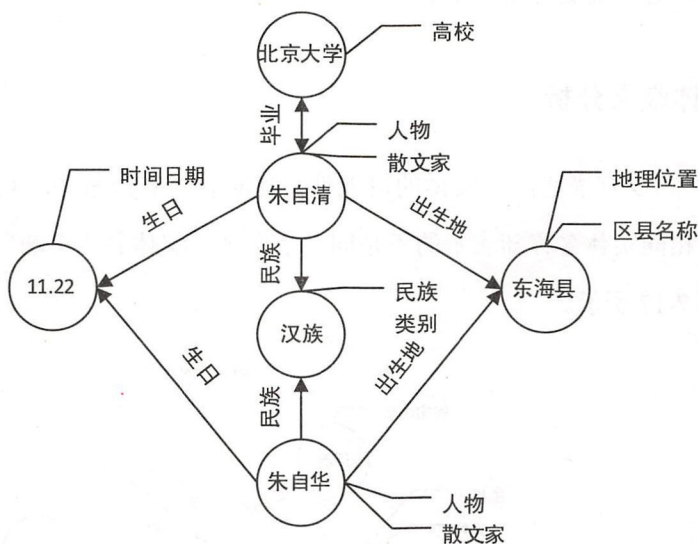 高校
北京大学
毕业
人物
散文家
时间日期
朱自清
地理位置
生日
出生地
区县名称
民族
11.22
东海县
民族
类别
汉族
生日
出生地
民族
朱自华
人物
散文家